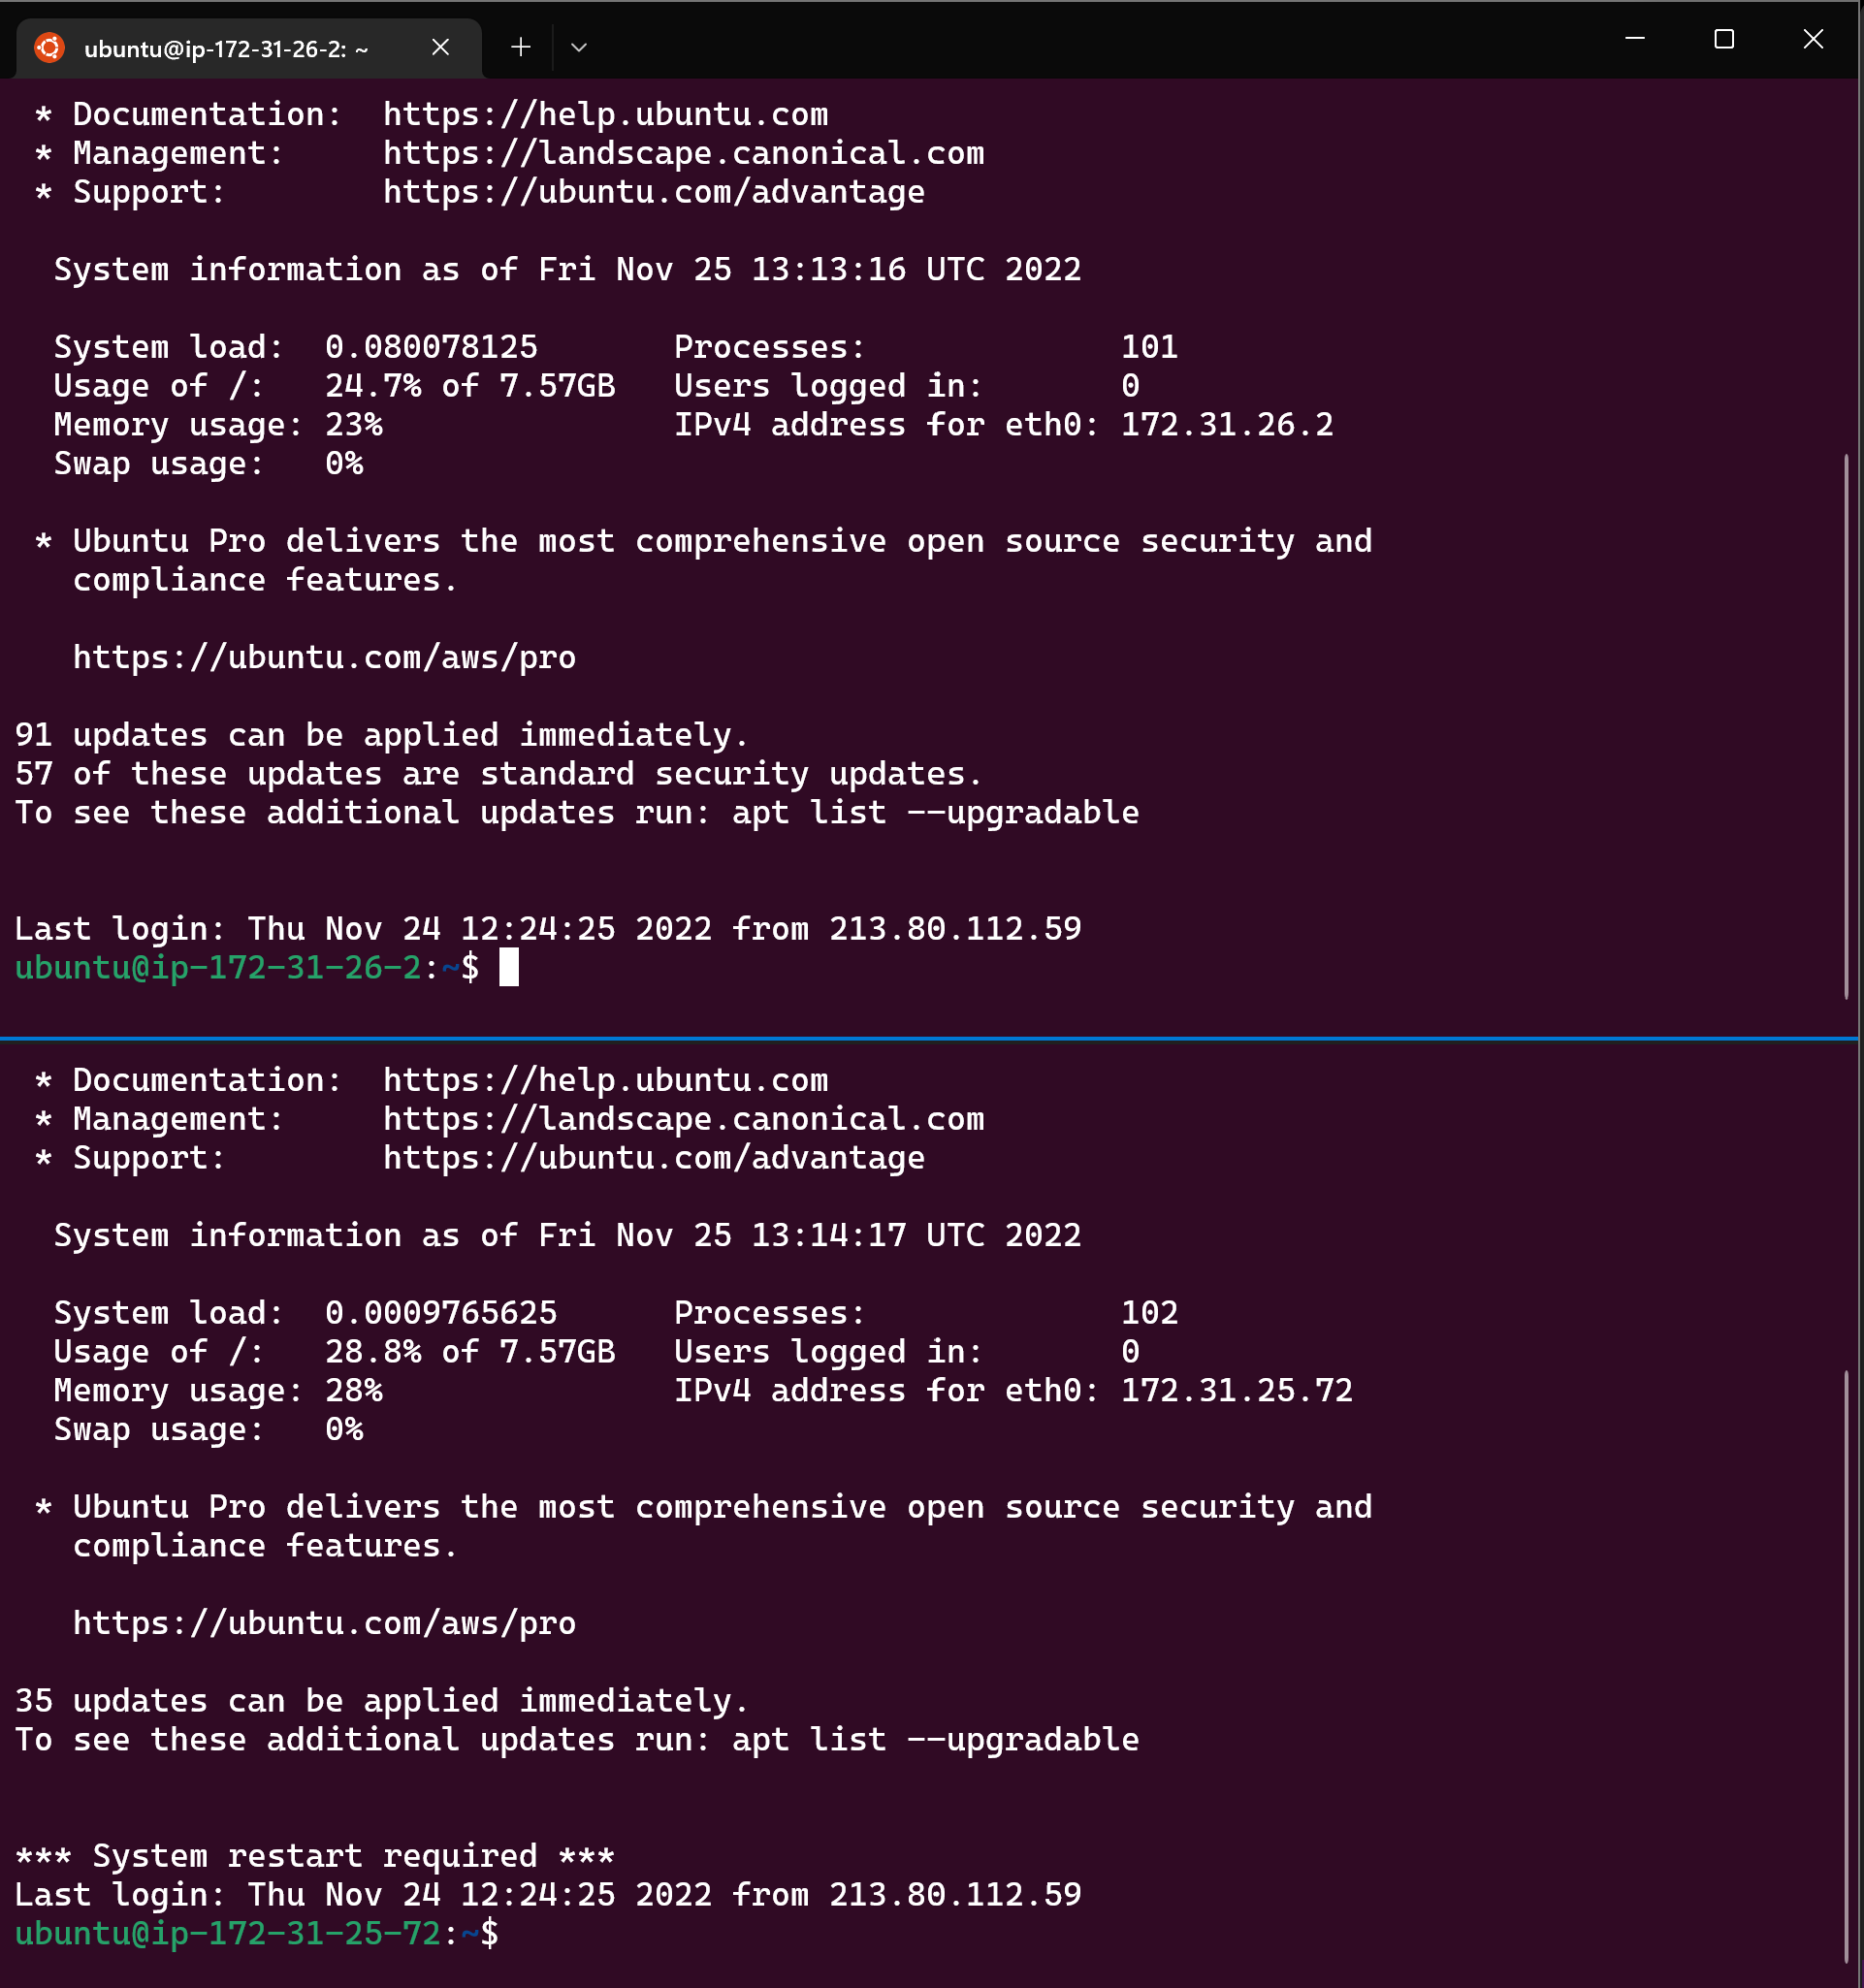 ubuntu@ip-172-31-26-2: ~
 * Documentation:  https://help.ubuntu.com
 * Management:     https://landscape.canonical.com
 * Support:        https://ubuntu.com/advantage

  System information as of Fri Nov 25 13:13:16 UTC 2022

  System load:  0.080078125       Processes:             101
  Usage of /:   24.7% of 7.57GB   Users logged in:       0
  Memory usage: 23%               IPv4 address for eth0: 172.31.26.2
  Swap usage:   0%

 * Ubuntu Pro delivers the most comprehensive open source security and
   compliance features.

   https://ubuntu.com/aws/pro

91 updates can be applied immediately.
57 of these updates are standard security updates.
To see these additional updates run: apt list --upgradable


Last login: Thu Nov 24 12:24:25 2022 from 213.80.112.59
ubuntu@ip-172-31-26-2:~$
 * Documentation:  https://help.ubuntu.com
 * Management:     https://landscape.canonical.com
 * Support:        https://ubuntu.com/advantage

  System information as of Fri Nov 25 13:14:17 UTC 2022

  System load:  0.0009765625      Processes:             102
  Usage of /:   28.8% of 7.57GB   Users logged in:       0
  Memory usage: 28%               IPv4 address for eth0: 172.31.25.72
  Swap usage:   0%

 * Ubuntu Pro delivers the most comprehensive open source security and
   compliance features.

   https://ubuntu.com/aws/pro

35 updates can be applied immediately.
To see these additional updates run: apt list --upgradable


*** System restart required ***
Last login: Thu Nov 24 12:24:25 2022 from 213.80.112.59
ubuntu@ip-172-31-25-72:~$